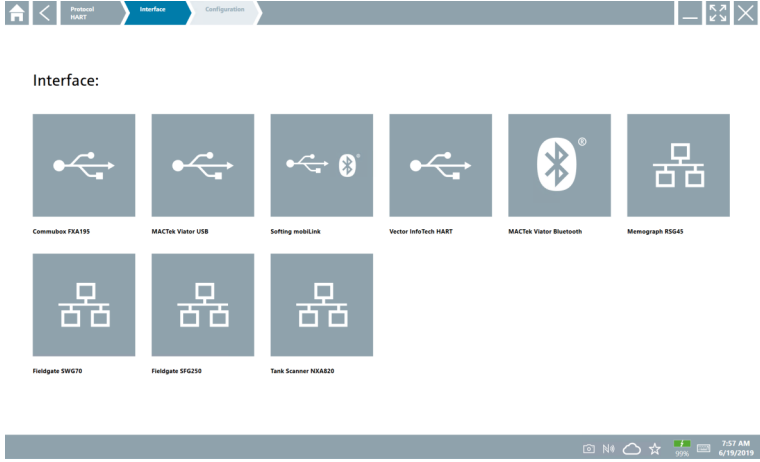 Protocol
HART
Interface
Configuration
Interface:
Commubox FXA195
MACTek Viator USB
Softing mobiLink
Vector InfoTech HART
MACTek Viator Bluetooth
Memograph RSG45
Fieldgate SWG70
Fieldgate SFG250
Tank Scanner NXA820
99%
7:57 AM
6/19/2019